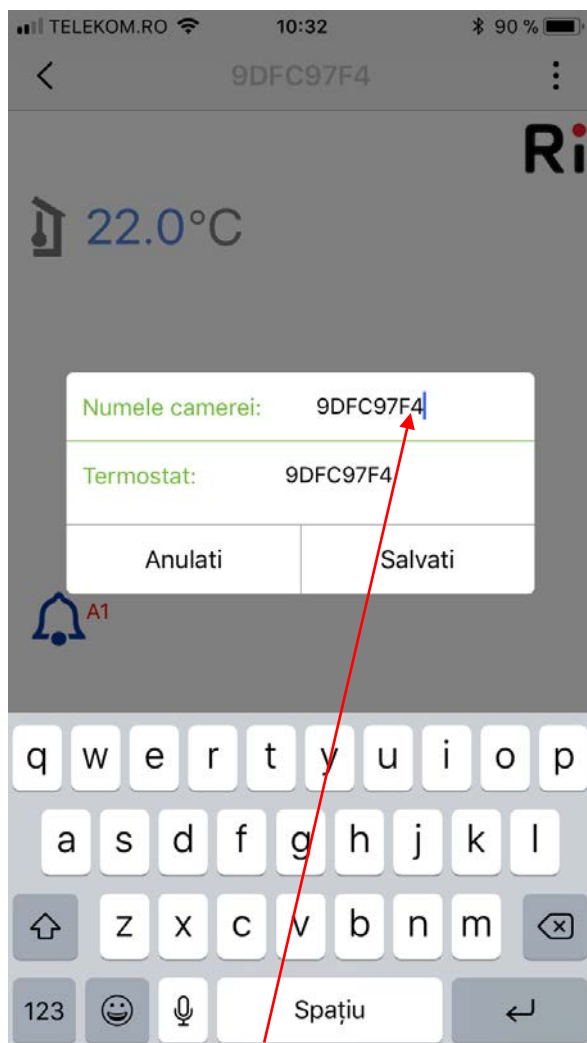 TELEKOM.RO 10:32 90 %
9DFC97F4
Ri
22.0°C
Numele camerei: 9DFC97F4
Termostat: 9DFC97F4
Anulati Salvati
A1
q w e r t y u i o p
a s d f g h j k l
z x c v b n m
123 Spațiu